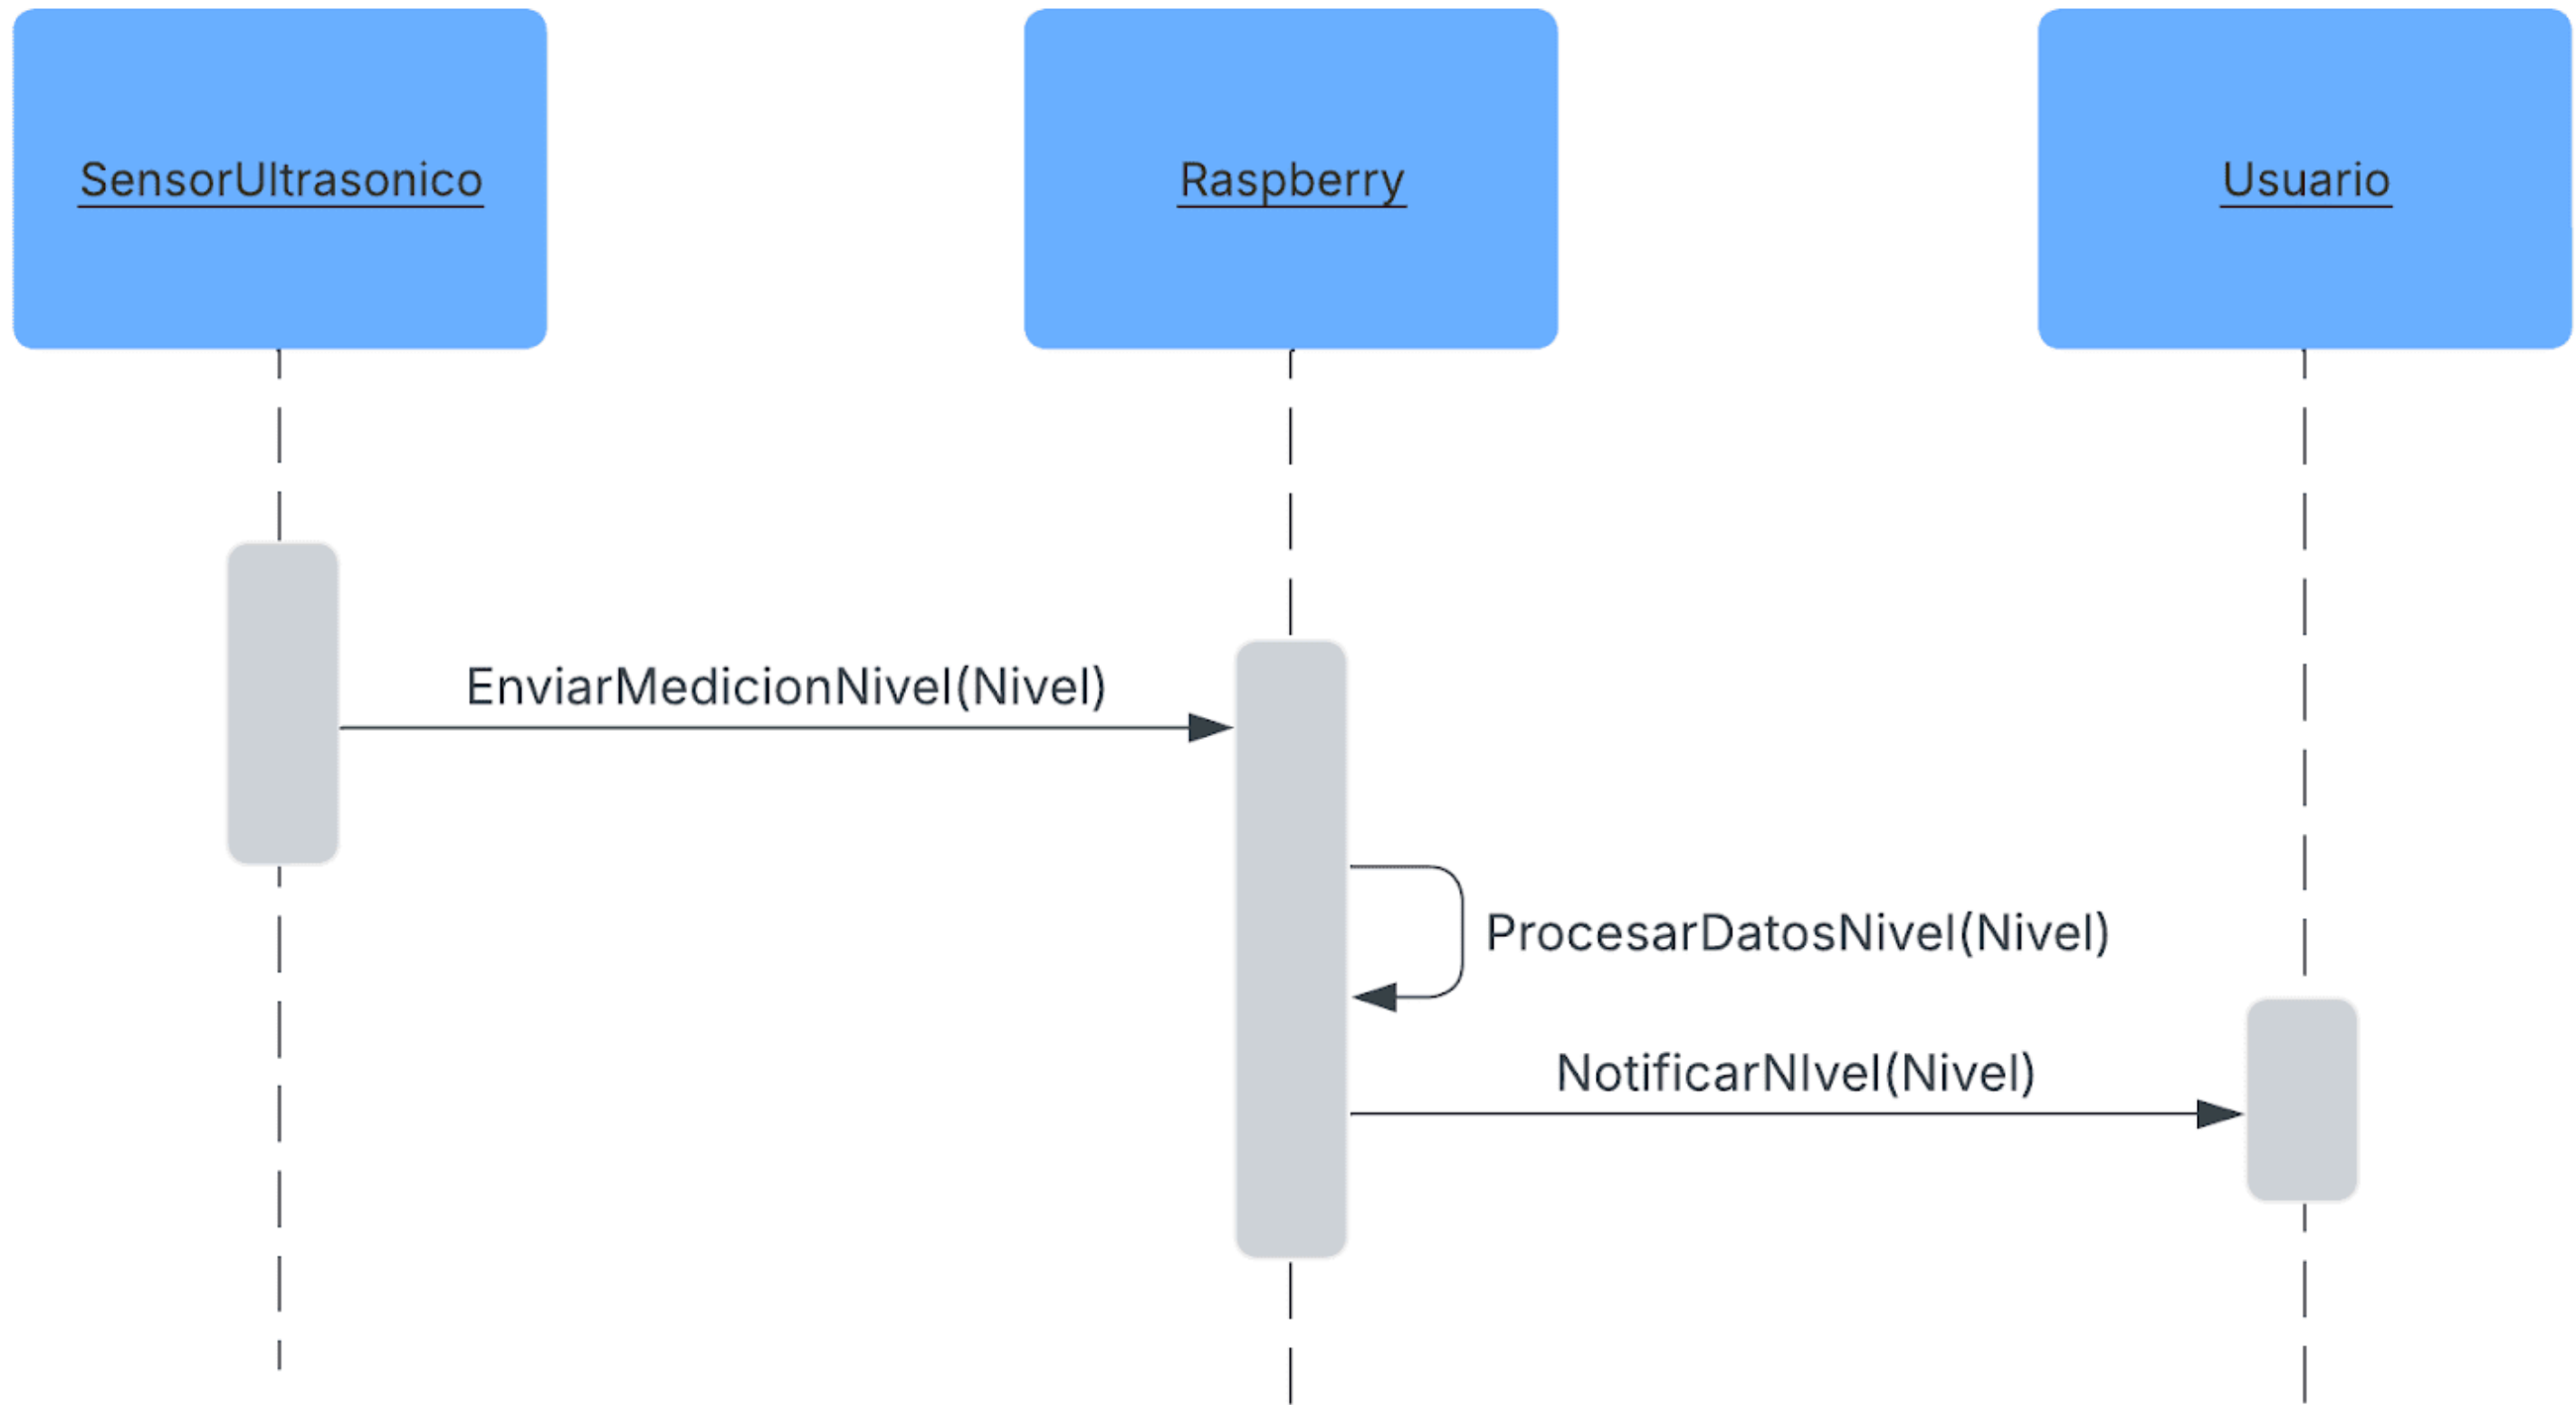 SensorUltrasonico
Raspberry
Usuario
EnviarMedicionNivel(Nivel)
ProcesarDatosNivel(Nivel)
NotificarNIvel(Nivel)